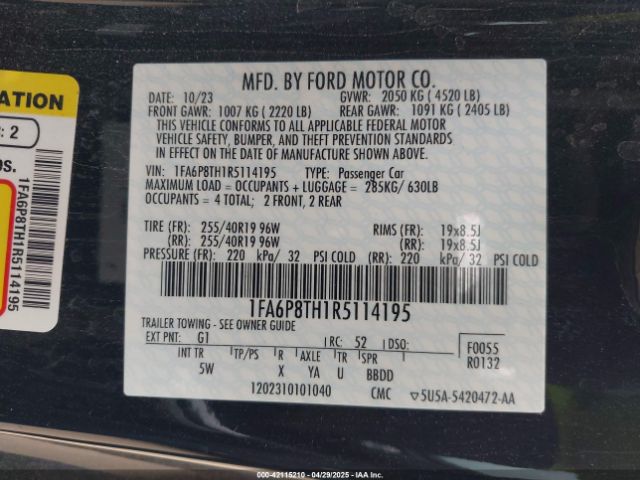 ATION
: 2
os.
1FA6P8TH1R5114195
MFD. BY FORD MOTOR CO.
DATE: 10/23 GVWR: 2050 KG ( 4520 LB)
FRONT GAWR: 1007 KG ( 2220 LB) REAR GAWR: 1091 KG ( 2405 LB)
THIS VEHICLE CONFORMS TO ALL APPLICABLE FEDERAL MOTOR
VEHICLE SAFETY, BUMPER, AND THEFT PREVENTION STANDARDS
IN EFFECT ON THE DATE OF MANUFACTURE SHOWN ABOVE.
VIN: 1FA6P8TH1R5114195 TYPE: Passenger Car
MAXIMUM LOAD = OCCUPANTS + LUGGAGE = 285KG/ 630LB
OCCUPANTS = 4 TOTAL; 2 FRONT, 2 REAR
TIRE (FR): 255/40R19 96W RIMS (FR): 19x8.5J
(RR): 255/40R19 96W (RR): 19x8.5J
PRESSURE (FR): 220 kPa/ 32 PSI COLD (RR): 220 kPa/ 32 PSI COLD
1FA6P8TH1R5114195
TRAILER TOWING - SEE OWNER GUIDE
EXT PNT: G1 RC: 52 DSO: F0055
INT TR TP/PS R AXLE TR SPR R0132
5W X YA U BBDD
1202310101040 CMC 5U5A-5420472-AA
IAA-42115210 | 04/29/2025 - IAA, Inc.